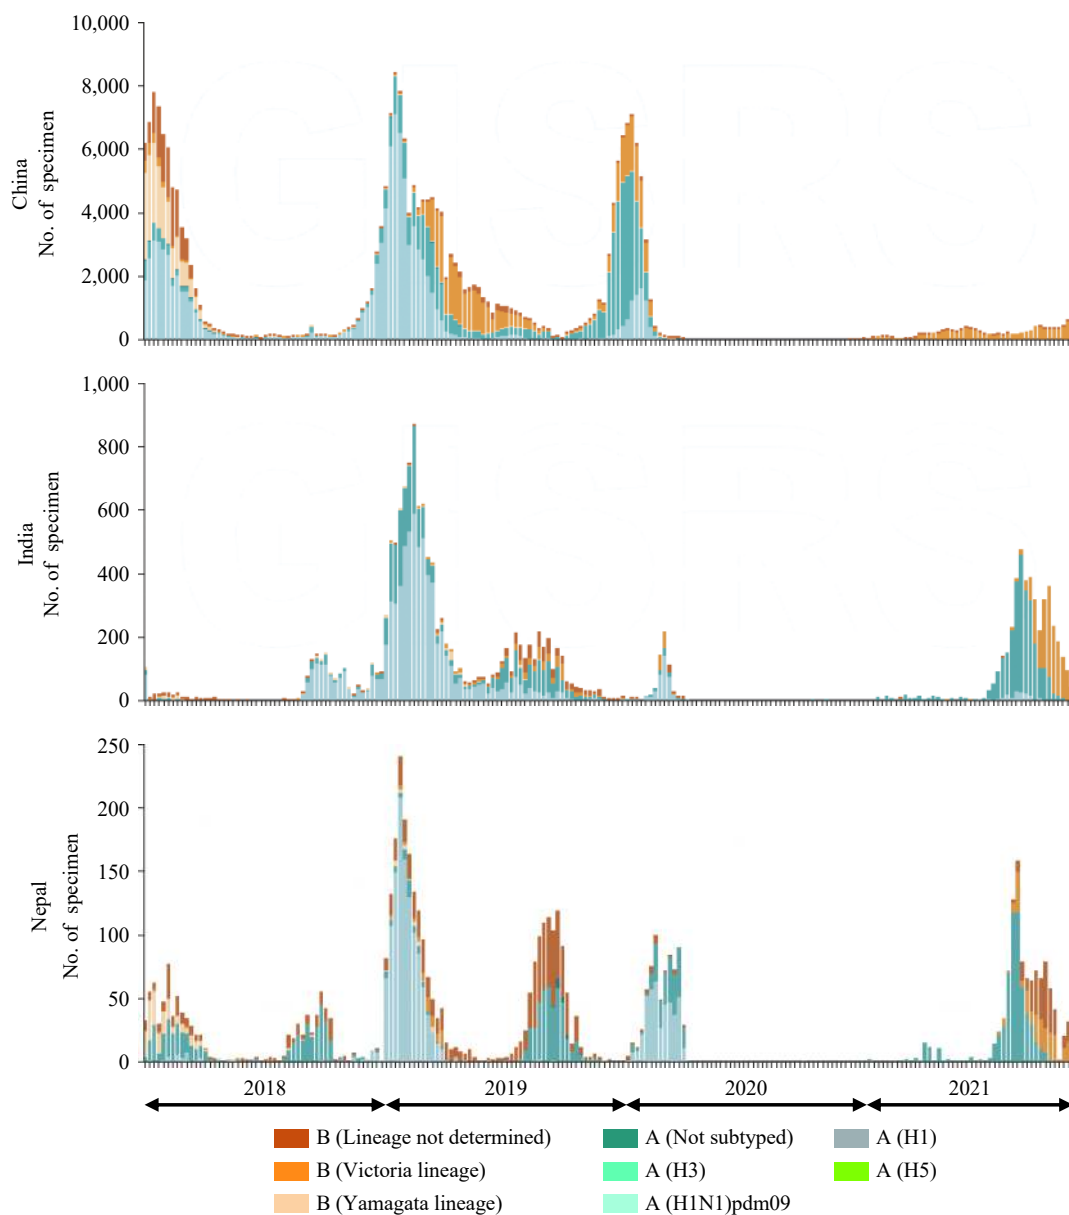 10,000
8,000
6,000
4,000
2,000
0
China
No. of specimen
1,000
800
600
400
200
0
India
No. of specimen
250
200
150
100
50
0
Nepal
No. of specimen
2018 2019 2020 2021
B (Lineage not determined) A (Not subtyped) A (H1)
B (Victoria lineage) A (H3) A (H5)
B (Yamagata lineage) A (H1N1)pdm09